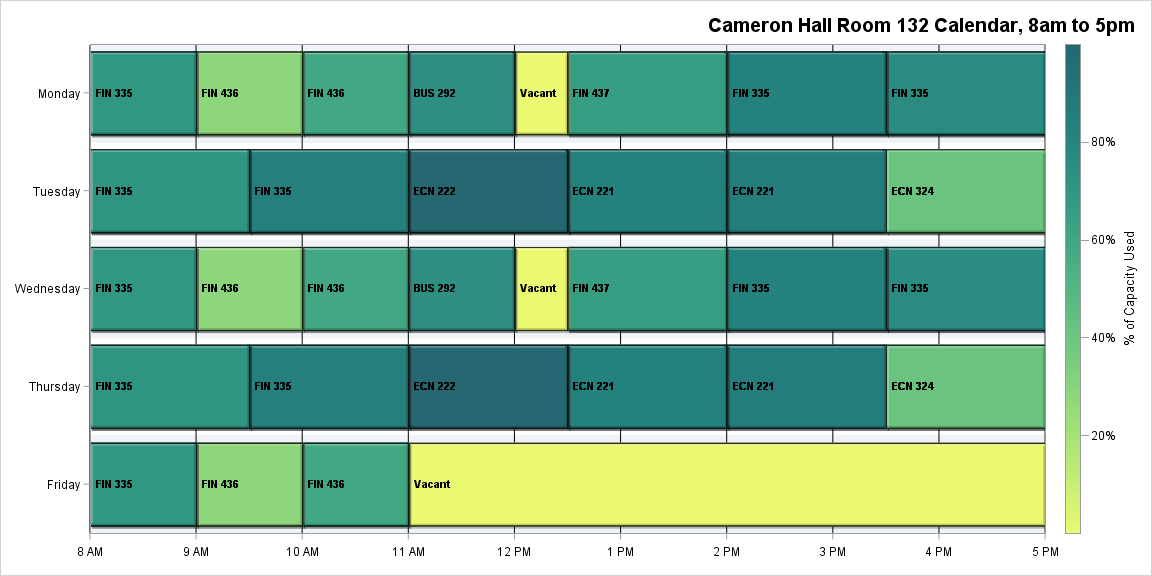 Cameron Hall Room 132 Calendar, 8am to 5pm
Monday
FIN 335
FIN 436
FIN 436
BUS 292
Vacant
FIN 437
FIN 335
FIN 335
Tuesday
FIN 335
FIN 335
ECN 222
ECN 221
ECN 221
ECN 324
Wednesday
FIN 335
FIN 436
FIN 436
BUS 292
Vacant
FIN 437
FIN 335
FIN 335
Thursday
FIN 335
FIN 335
ECN 222
ECN 221
ECN 221
ECN 324
Friday
FIN 335
FIN 436
FIN 436
Vacant
8 AM
9 AM
10 AM
11 AM
12 PM
1 PM
2 PM
3 PM
4 PM
5 PM
80%
60%
40%
20%
% of Capacity Used